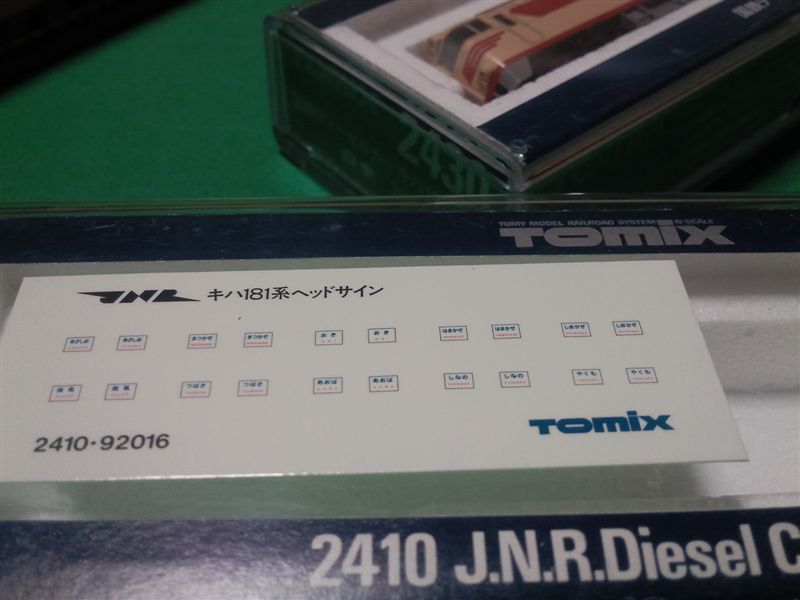 2430
TOMY MODEL RAILROAD SYSTEM N-SCALE
TOMIX
JNR キハ181系ヘッドサイン
あさしお あさしお まつかぜ まつかぜ おき おき はまかぜ はまかぜ しおかぜ しおかぜ
南風 南風 つばさ つばさ あおば あおば しなの しなの やくも やくも
2410・92016
TOMIX
2410 J.N.R.Diesel C